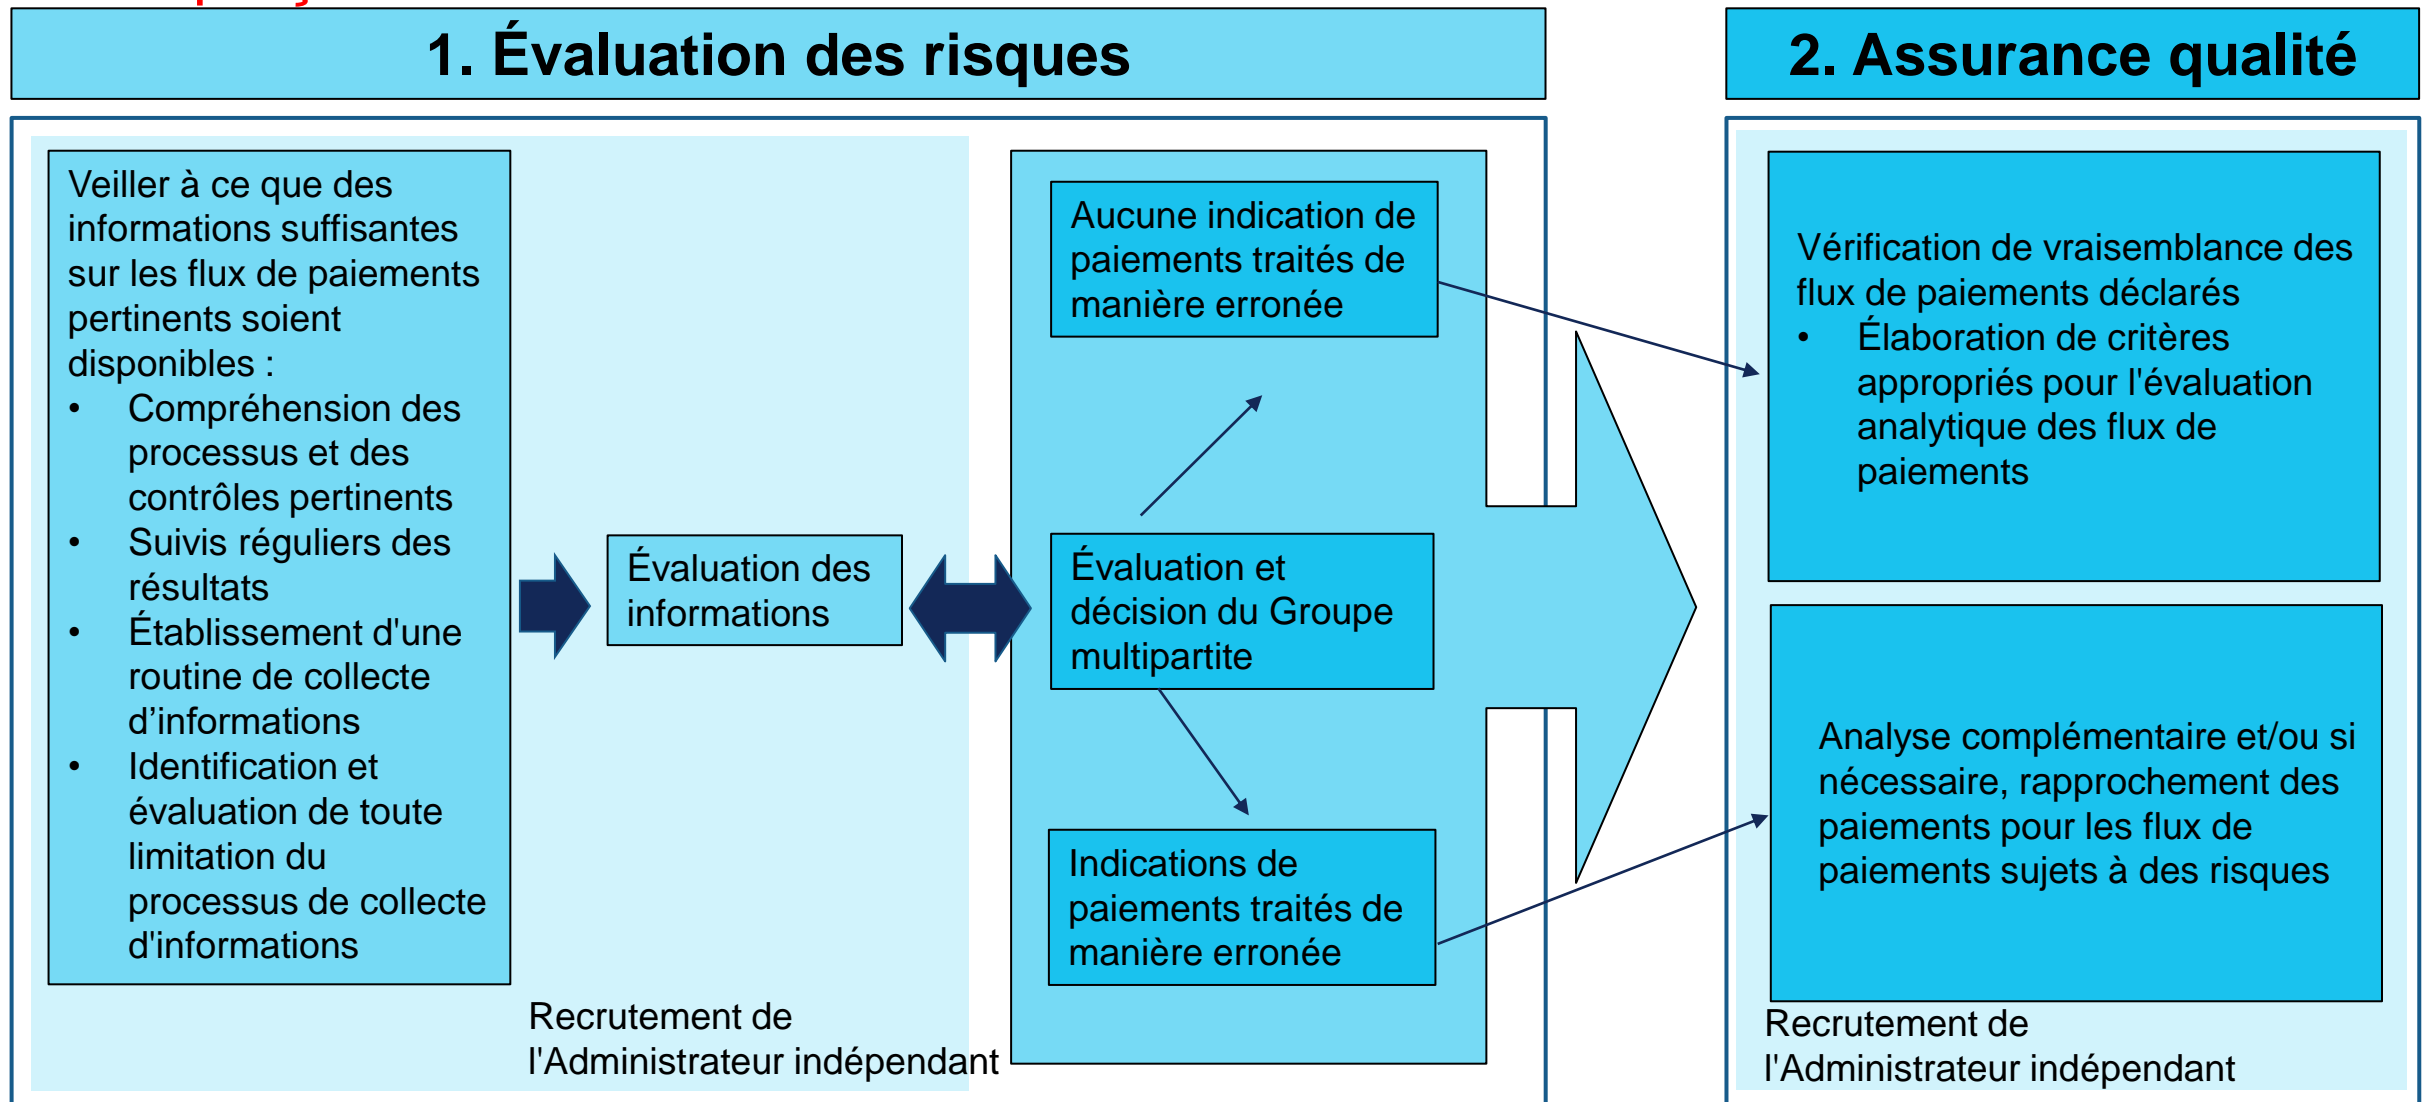 1. Évaluation des risques
2. Assurance qualité
Veiller à ce que des
informations suffisantes
sur les flux de paiements
pertinents soient
disponibles :
• Compréhension des
processus et des
contrôles pertinents
• Suivis réguliers des
résultats
• Établissement d'une
routine de collecte
d’informations
• Identification et
évaluation de toute
limitation du
processus de collecte
d'informations
Évaluation des
informations
Recrutement de
l'Administrateur indépendant
Aucune indication de
paiements traités de
manière erronée
Évaluation et
décision du Groupe
multipartite
Indications de
paiements traités de
manière erronée
Vérification de vraisemblance des
flux de paiements déclarés
• Élaboration de critères
appropriés pour l'évaluation
analytique des flux de
paiements
Analyse complémentaire et/ou si
nécessaire, rapprochement des
paiements pour les flux de
paiements sujets à des risques
Recrutement de
l'Administrateur indépendant